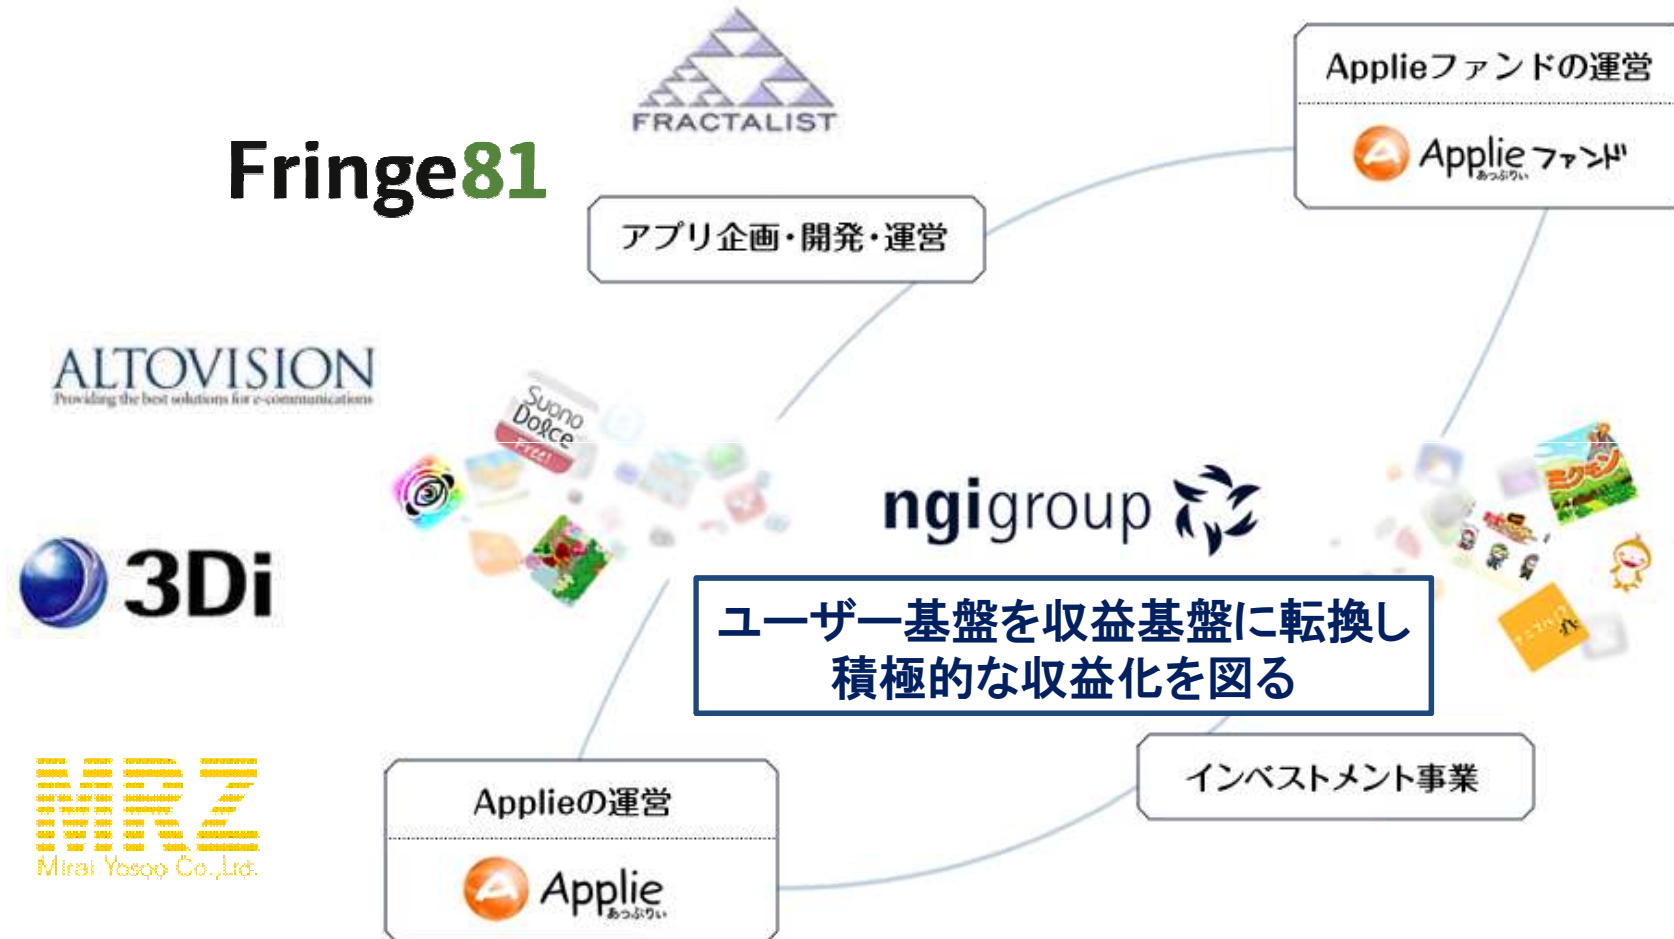 FRACTALIST
Fringe81
アプリ企画・開発・運営
Applieファンドの運営
Applie ファンド
あっぷりぃ
ALTOVISION
Providing the best solutions for e-communications
Suono
Dolce
Free!
ngigroup
ミクモン
3Di
ユーザー基盤を収益基盤に転換し
積極的な収益化を図る
MRZ
Mirai Yosoo Co.,Ltd.
Applieの運営
Applie
あっぷりぃ
インベストメント事業